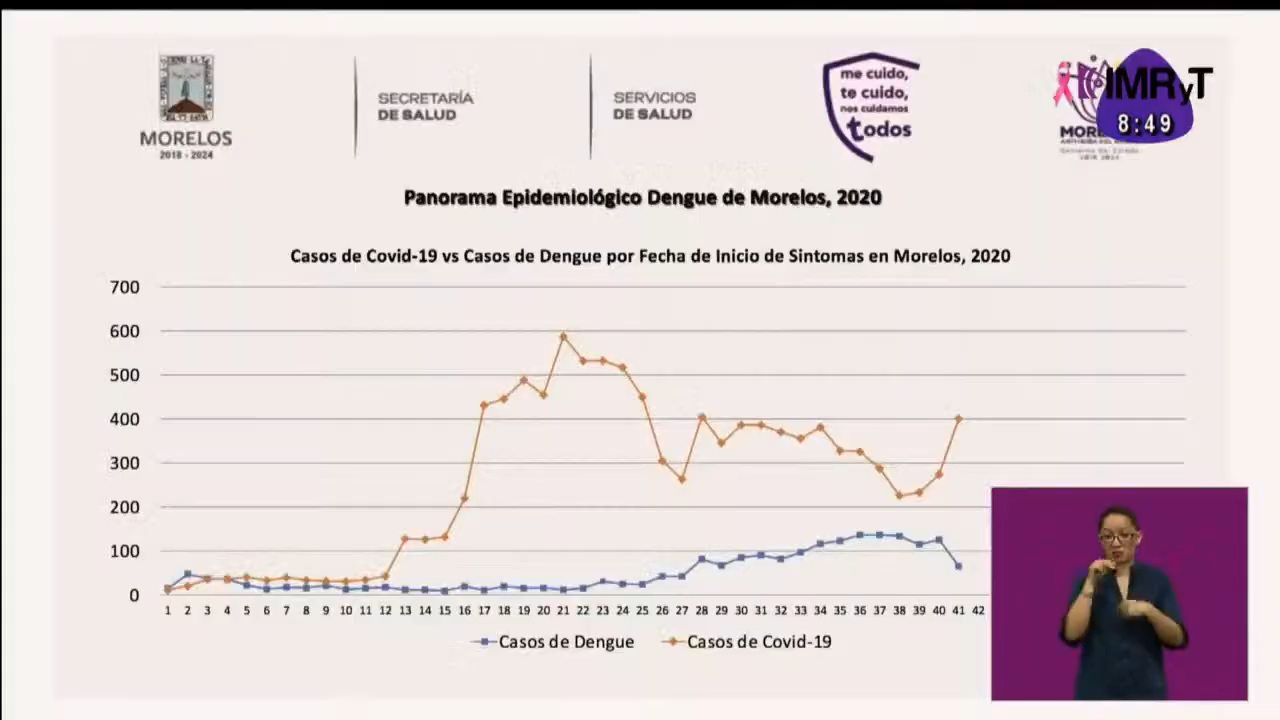 MORELOS
2018 - 2024
SECRETARÍA
DE SALUD
SERVICIOS
DE SALUD
me cuido,
te cuido,
nos cuidamos
todos
IMRyT
8:49
Panorama Epidemiológico Dengue de Morelos, 2020
Casos de Covid-19 vs Casos de Dengue por Fecha de Inicio de Sintomas en Morelos, 2020
700
600
500
400
300
200
100
0
1 2 3 4 5 6 7 8 9 10 11 12 13 14 15 16 17 18 19 20 21 22 23 24 25 26 27 28 29 30 31 32 33 34 35 36 37 38 39 40 41 42
Casos de Dengue Casos de Covid-19